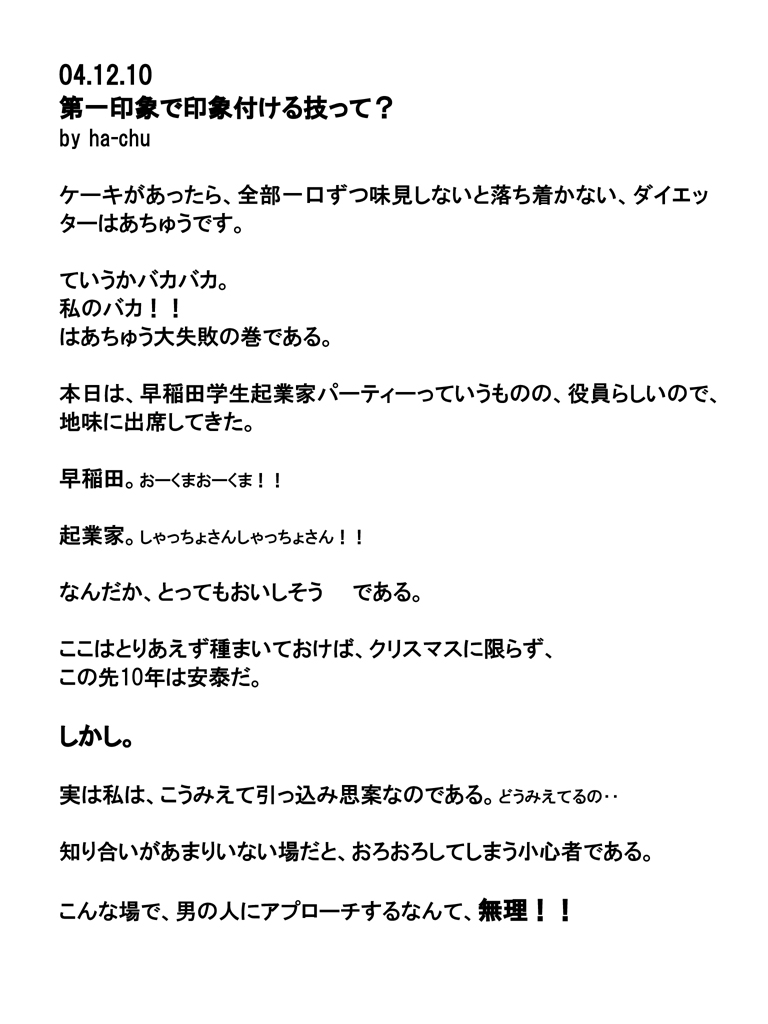 04.12.10
第一印象で印象付ける技って？
by ha-chu
ケーキがあったら、全部一口ずつ味見しないと落ち着かない、ダイエッ
ターはあちゅうです。
ていうかバカバカ。
私のバカ！！
はあちゅう大失敗の巻である。
本日は、早稲田学生起業家パーティーっていうものの、役員らしいので、
地味に出席してきた。
早稲田。おーくまおーくま！！
起業家。しゃっちょさんしゃっちょさん！！
なんだか、とってもおいしそう　である。
ここはとりあえず種まいておけば、クリスマスに限らず、
この先10年は安泰だ。
しかし。
実は私は、こうみえて引っ込み思案なのである。どうみえてるの‥
知り合いがあまりいない場だと、おろおろしてしまう小心者である。
こんな場で、男の人にアプローチするなんて、無理！！